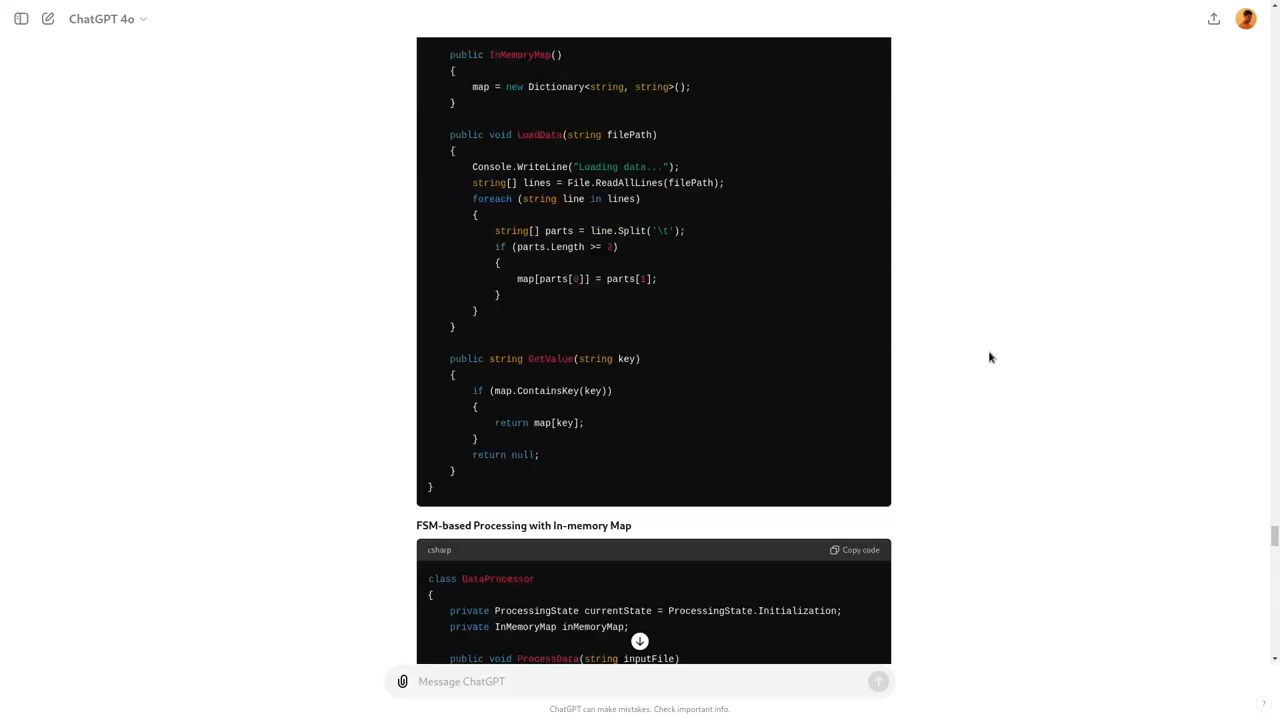 ChatGPT 4o
public InMemoryMap()
{
map = new Dictionary<string, string>();
}
public void LoadData(string filePath)
{
Console.WriteLine("Loading data...");
string[] lines = File.ReadAllLines(filePath);
foreach (string line in lines)
{
string[] parts = line.Split('\t');
if (parts.Length >= 2)
{
map[parts[0]] = parts[1];
}
}
}
public string GetValue(string key)
{
if (map.ContainsKey(key))
{
return map[key];
}
return null;
}
}
FSM-based Processing with In-memory Map
csharp Copy code
class DataProcessor
{
private ProcessingState currentState = ProcessingState.Initialization;
private InMemoryMap inMemoryMap;
public void ProcessData(string inputFile)
Message ChatGPT
ChatGPT can make mistakes. Check important info.
?